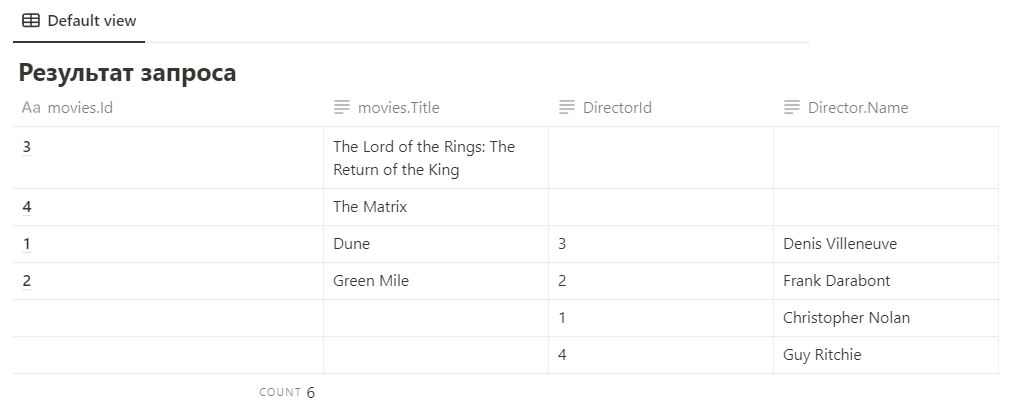 Default view
Результат запроса
Aa movies.Id movies.Title DirectorId Director.Name
3 The Lord of the Rings: The
Return of the King
4 The Matrix
1 Dune 3 Denis Villeneuve
2 Green Mile 2 Frank Darabont
1 Christopher Nolan
4 Guy Ritchie
COUNT 6